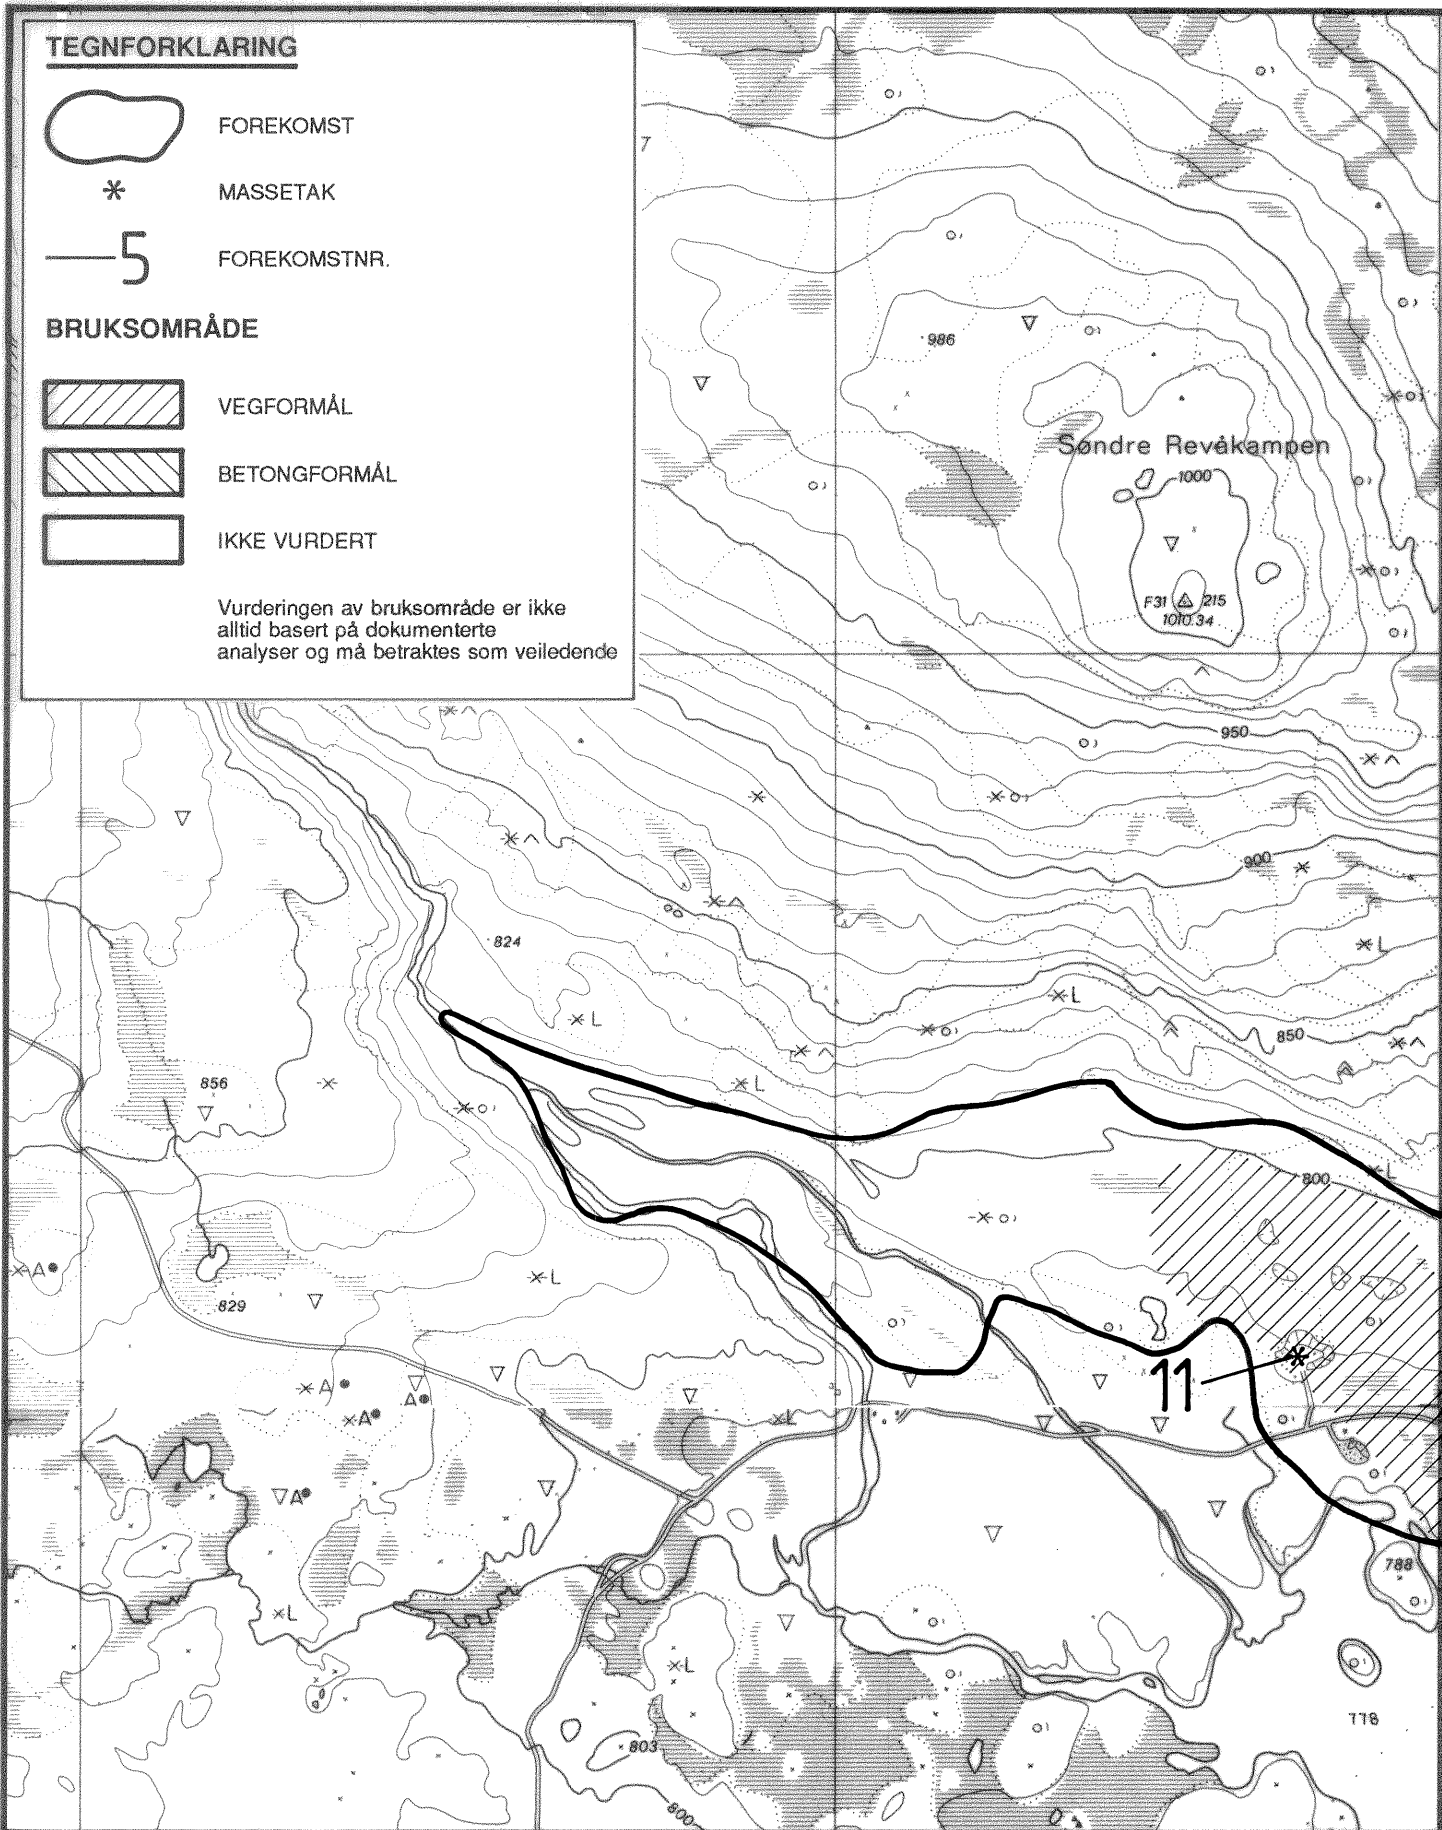 TEGNFORKLARING
FOREKOMST
MASSETAK
5
FOREKOMSTNR.
BRUKSOMRÅDE
VEGFORMÅL
BETONGFORMÅL
IKKE VURDERT
Vurderingen av bruksområde er ikke
alltid basert på dokumenterte
analyser og må betraktes som veiledende
7
986
Søndre Revåkampen
1000
F31 215
1010.34
950
900
824
L
L
850
856
L
800
L
829
L
A
11
A
A
A
L
A
788
L
L
778
803
800